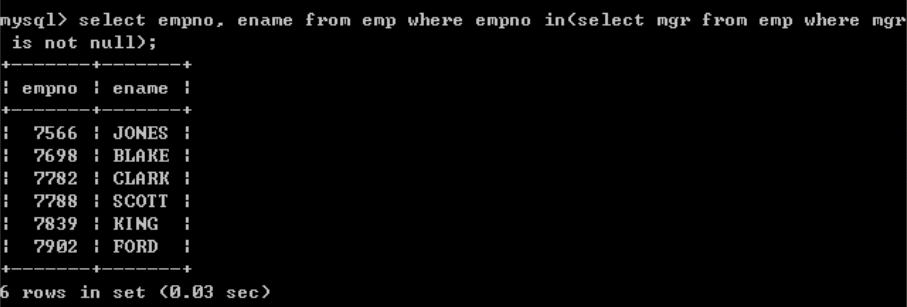 mysql> select empno, ename from emp where empno in(select mgr from emp where mgr
 is not null);
+-------+-------+
| empno | ename |
+-------+-------+
|  7566 | JONES |
|  7698 | BLAKE |
|  7782 | CLARK |
|  7788 | SCOTT |
|  7839 | KING  |
|  7902 | FORD  |
+-------+-------+
6 rows in set (0.03 sec)